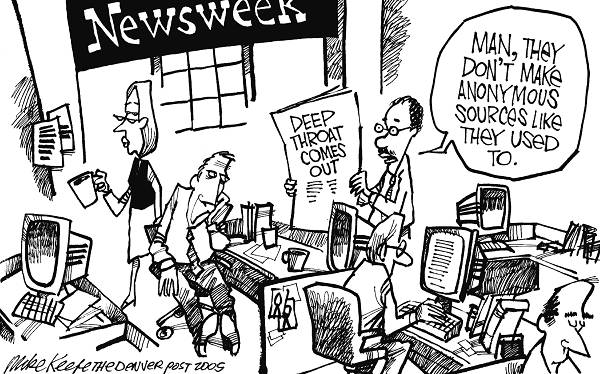 Newsweek
MAN, THEY
DON'T MAKE
ANONYMOUS
SOURCES LIKE
THEY USED
TO.
DEEP
THROAT
COMES
OUT
Mike Keefe THE DENVER POST 2005